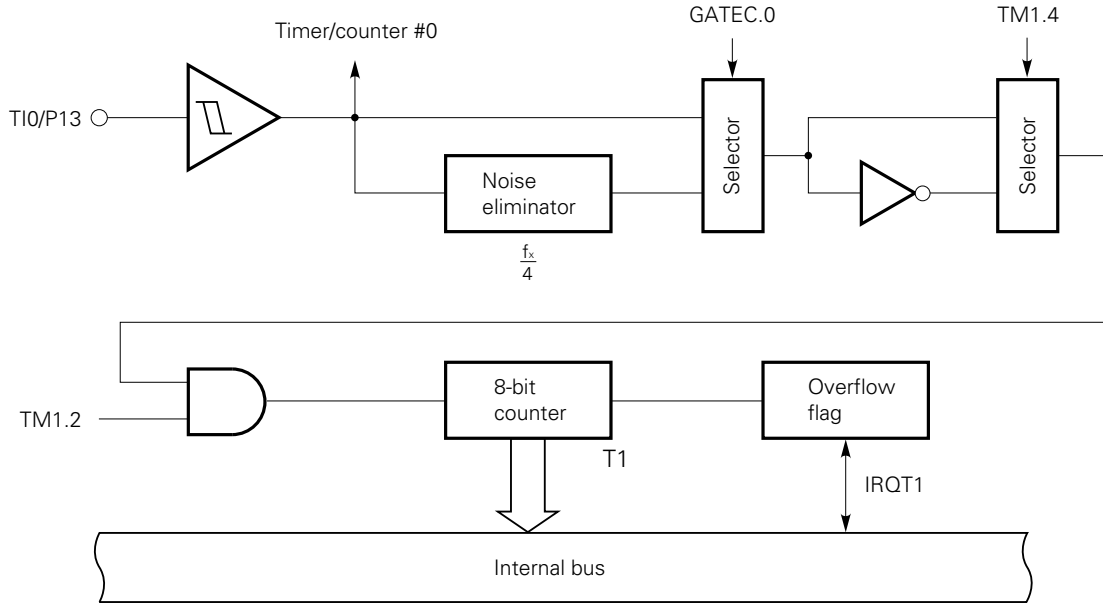 GATEC.0
TM1.4
Timer/counter #0
TI0/P13
Selector
Selector
Noise
eliminator
fx
4
8-bit
counter
Overflow
flag
TM1.2
T1
IRQT1
Internal bus